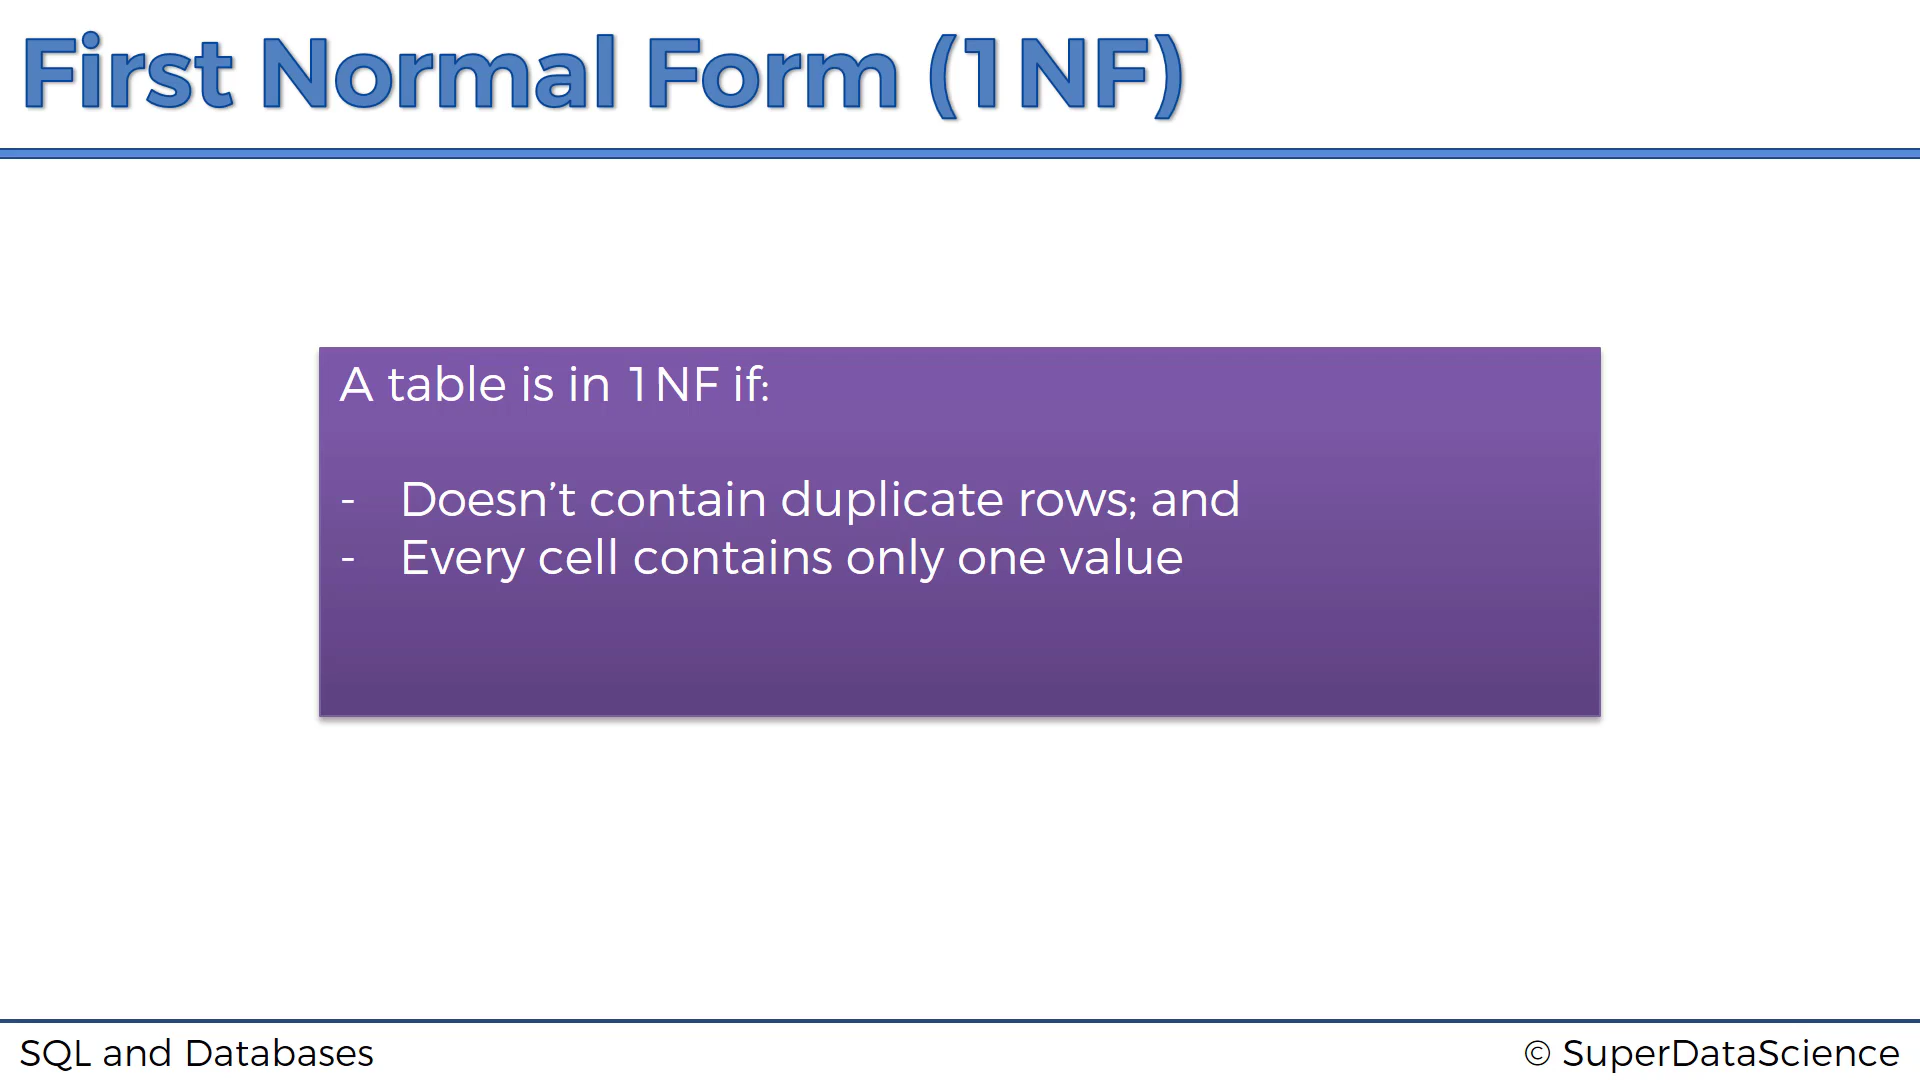 First Normal Form (1NF)
A table is in 1NF if:
- Doesn’t contain duplicate rows; and
- Every cell contains only one value
SQL and Databases
© SuperDataScience